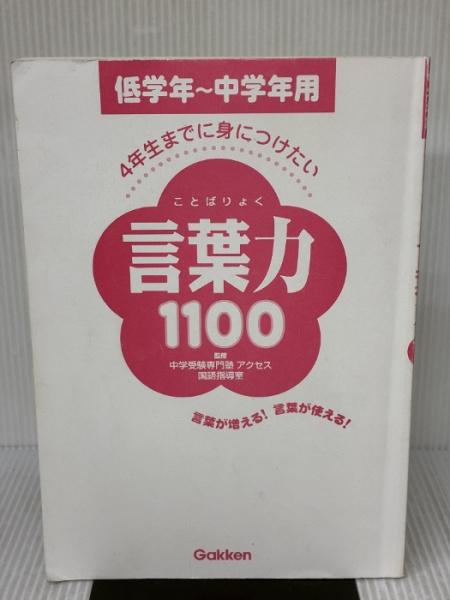 低学年～中学年用
4年生までに身につけたい
ことばりょく
言葉力
1100
監修
中学受験専門塾 アクセス
国語指導室
言葉が増える！ 言葉が使える！
Gakken